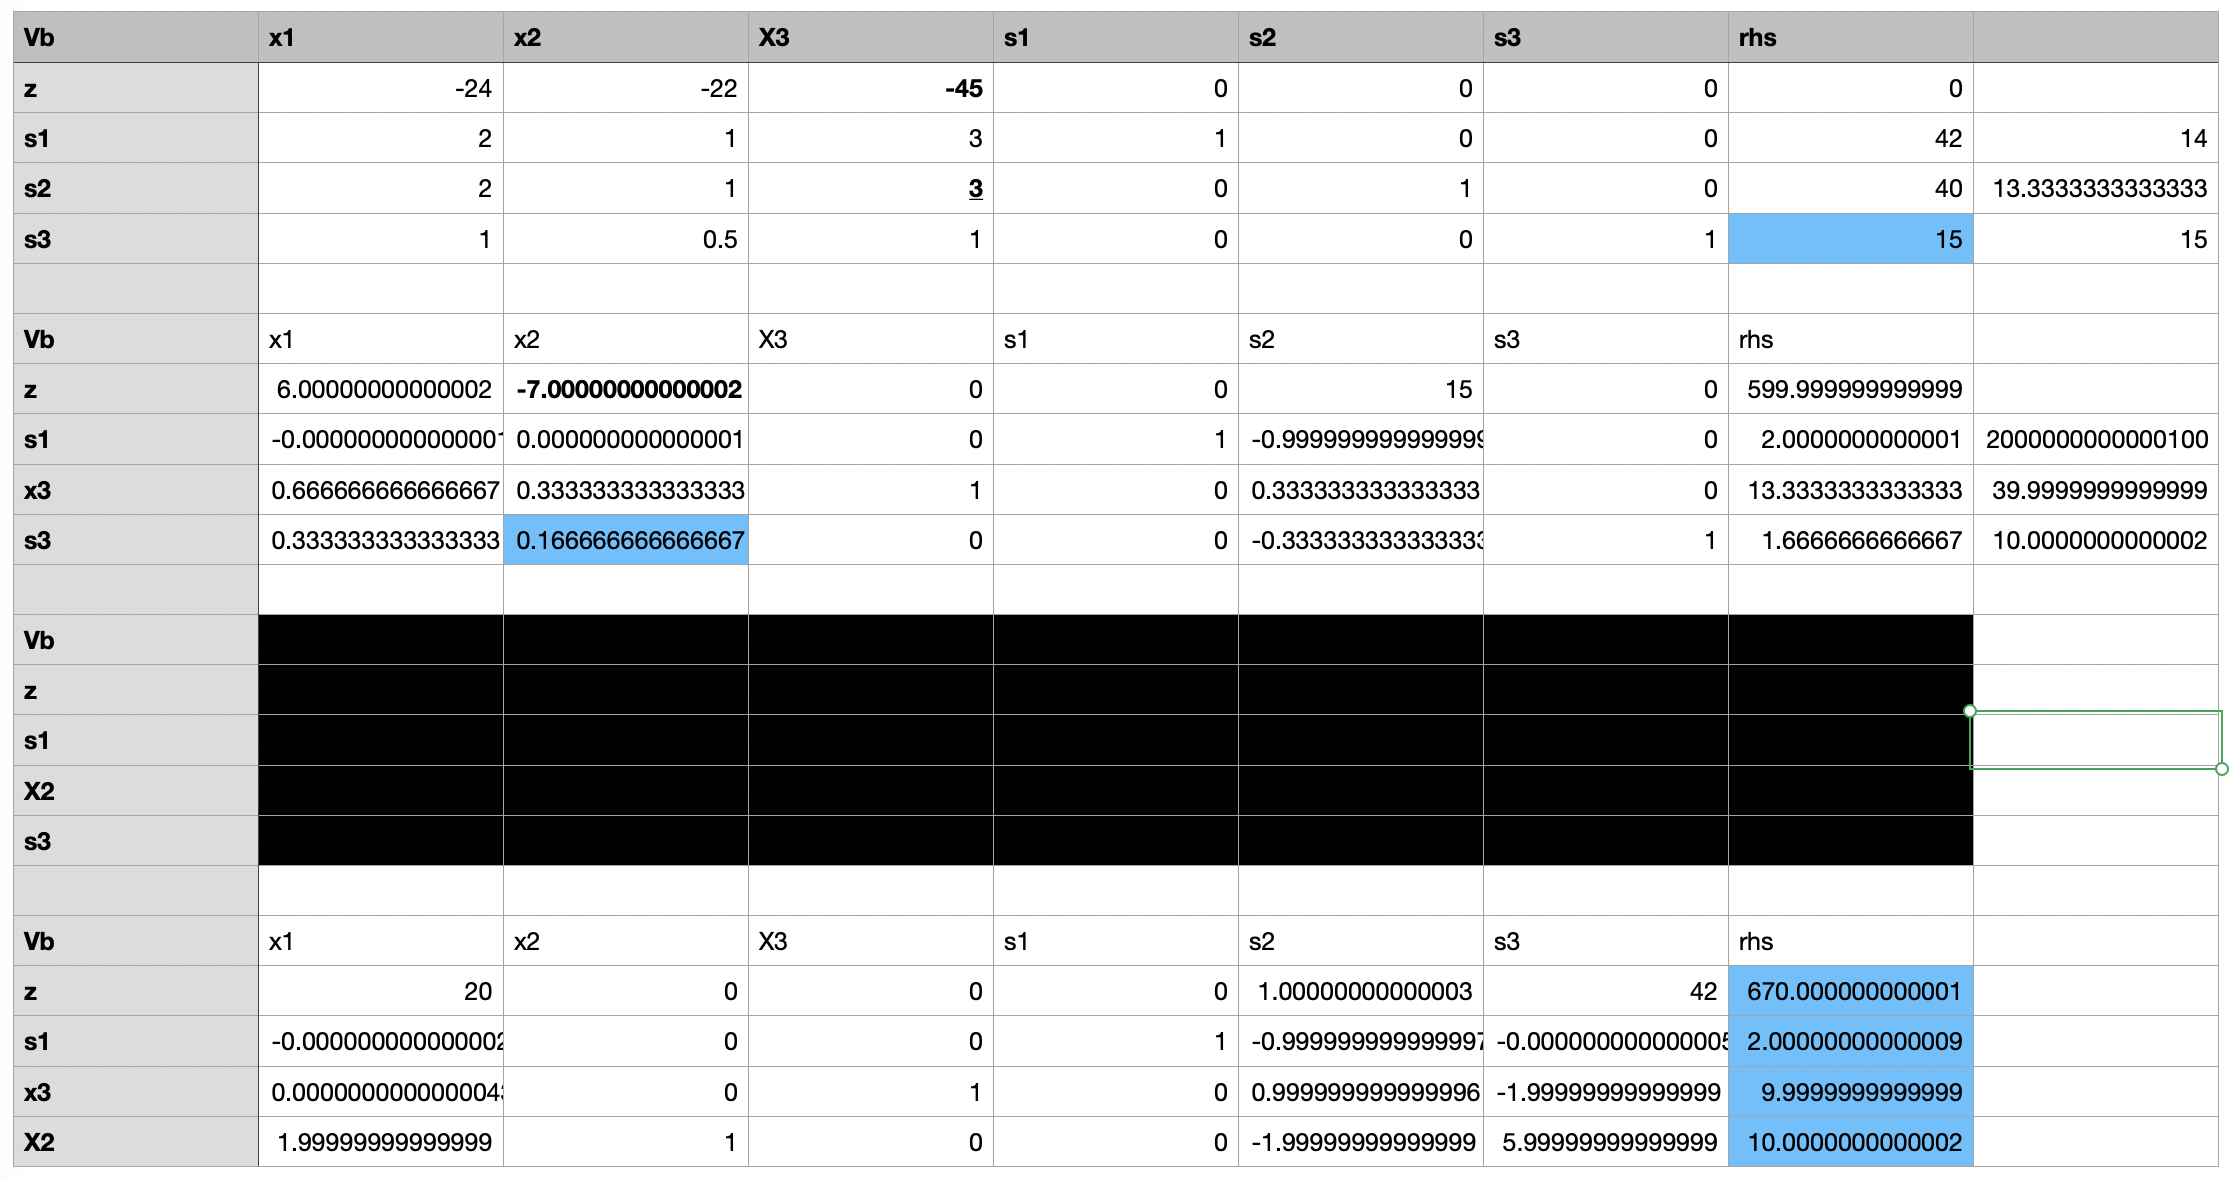 Vb x1 x2 X3 s1 s2 s3 rhs
z -24 -22 -45 0 0 0 0
s1 2 1 3 1 0 0 42 14
s2 2 1 3 0 1 0 40 13.3333333333333
s3 1 0.5 1 0 0 1 15 15
Vb x1 x2 X3 s1 s2 s3 rhs
z 6.00000000000002 -7.00000000000002 0 0 15 0 599.999999999999
s1 -0.000000000000001 0.000000000000001 0 1 -0.999999999999999 0 2.0000000000001 2000000000000100
x3 0.666666666666667 0.333333333333333 1 0 0.333333333333333 0 13.3333333333333 39.9999999999999
s3 0.333333333333333 0.166666666666667 0 0 -0.333333333333333 1 1.6666666666667 10.0000000000002
Vb
z
s1
X2
s3
Vb x1 x2 X3 s1 s2 s3 rhs
z 20 0 0 0 1.00000000000003 42 670.000000000001
s1 -0.000000000000002 0 0 1 -0.999999999999997 -0.000000000000005 2.00000000000009
x3 0.000000000000004 0 1 0 0.999999999999996 -1.99999999999999 9.9999999999999
X2 1.99999999999999 1 0 0 -1.99999999999999 5.99999999999999 10.0000000000002